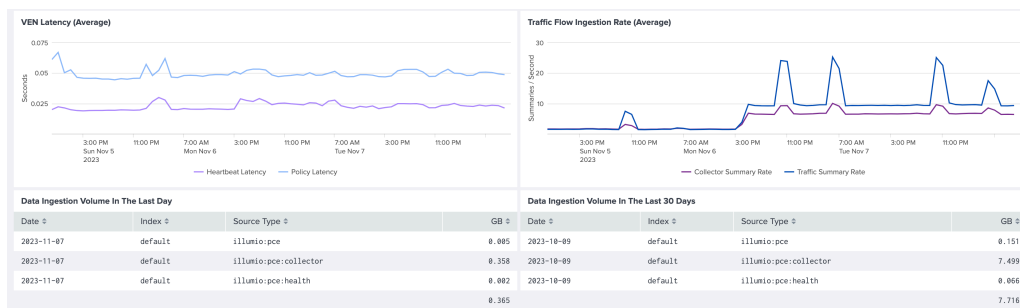 VEN Latency (Average)
0.075
0.05
0.025
Seconds
3:00 PM 11:00 PM 7:00 AM 3:00 PM 11:00 PM 7:00 AM 3:00 PM 11:00 PM
Sun Nov 5 Mon Nov 6 Tue Nov 7
2023
Heartbeat Latency Policy Latency
Traffic Flow Ingestion Rate (Average)
30
20
10
Summaries / Second
3:00 PM 11:00 PM 7:00 AM 3:00 PM 11:00 PM 7:00 AM 3:00 PM 11:00 PM
Sun Nov 5 Mon Nov 6 Tue Nov 7
2023
Collector Summary Rate Traffic Summary Rate
Data Ingestion Volume In The Last Day
Date Index Source Type GB
2023-11-07 default illumio:pce 0.005
2023-11-07 default illumio:pce:collector 0.358
2023-11-07 default illumio:pce:health 0.002
0.365
Data Ingestion Volume In The Last 30 Days
Date Index Source Type GB
2023-10-09 default illumio:pce 0.151
2023-10-09 default illumio:pce:collector 7.499
2023-10-09 default illumio:pce:health 0.066
7.716